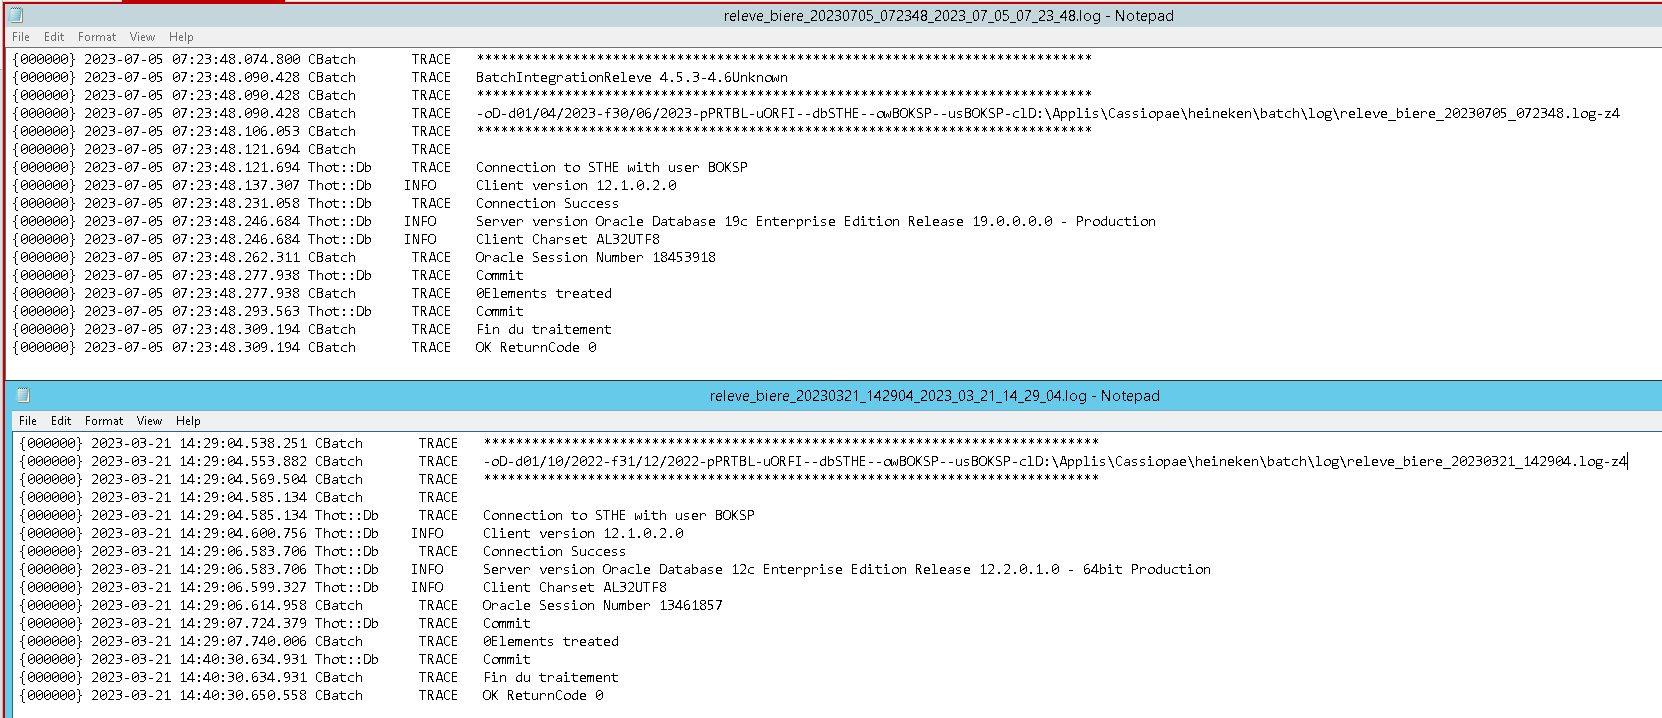 releve_biere_20230705_072348_2023_07_05_07_23_48.log - Notepad
File Edit Format View Help
{000000} 2023-07-05 07:23:48.074.800 CBatch TRACE *****************************************************************************
{000000} 2023-07-05 07:23:48.090.428 CBatch TRACE BatchIntegrationReleve 4.5.3-4.6Unknown
{000000} 2023-07-05 07:23:48.090.428 CBatch TRACE *****************************************************************************
{000000} 2023-07-05 07:23:48.090.428 CBatch TRACE -oD-d01/04/2023-f30/06/2023-pPRTBL-uORFI--dbSTHE--owBOKSP--usBOKSP-clD:\Applis\Cassiopae\heineken\batch\log\releve_biere_20230705_072348.log-z4
{000000} 2023-07-05 07:23:48.106.053 CBatch TRACE *****************************************************************************
{000000} 2023-07-05 07:23:48.121.694 CBatch TRACE
{000000} 2023-07-05 07:23:48.121.694 Thot::Db TRACE Connection to STHE with user BOKSP
{000000} 2023-07-05 07:23:48.137.307 Thot::Db INFO Client version 12.1.0.2.0
{000000} 2023-07-05 07:23:48.231.058 Thot::Db TRACE Connection Success
{000000} 2023-07-05 07:23:48.246.684 Thot::Db INFO Server version Oracle Database 19c Enterprise Edition Release 19.0.0.0.0 - Production
{000000} 2023-07-05 07:23:48.246.684 Thot::Db INFO Client Charset AL32UTF8
{000000} 2023-07-05 07:23:48.262.311 CBatch TRACE Oracle Session Number 18453918
{000000} 2023-07-05 07:23:48.277.938 Thot::Db TRACE Commit
{000000} 2023-07-05 07:23:48.277.938 CBatch TRACE 0Elements treated
{000000} 2023-07-05 07:23:48.293.563 Thot::Db TRACE Commit
{000000} 2023-07-05 07:23:48.309.194 CBatch TRACE Fin du traitement
{000000} 2023-07-05 07:23:48.309.194 CBatch TRACE OK ReturnCode 0
releve_biere_20230321_142904_2023_03_21_14_29_04.log - Notepad
File Edit Format View Help
{000000} 2023-03-21 14:29:04.538.251 CBatch TRACE *****************************************************************************
{000000} 2023-03-21 14:29:04.553.882 CBatch TRACE -oD-d01/10/2022-f31/12/2022-pPRTBL-uORFI--dbSTHE--owBOKSP--usBOKSP-clD:\Applis\Cassiopae\heineken\batch\log\releve_biere_20230321_142904.log-z4
{000000} 2023-03-21 14:29:04.569.504 CBatch TRACE *****************************************************************************
{000000} 2023-03-21 14:29:04.585.134 CBatch TRACE
{000000} 2023-03-21 14:29:04.585.134 Thot::Db TRACE Connection to STHE with user BOKSP
{000000} 2023-03-21 14:29:04.600.756 Thot::Db INFO Client version 12.1.0.2.0
{000000} 2023-03-21 14:29:06.583.706 Thot::Db TRACE Connection Success
{000000} 2023-03-21 14:29:06.583.706 Thot::Db INFO Server version Oracle Database 12c Enterprise Edition Release 12.2.0.1.0 - 64bit Production
{000000} 2023-03-21 14:29:06.599.327 Thot::Db INFO Client Charset AL32UTF8
{000000} 2023-03-21 14:29:06.614.958 CBatch TRACE Oracle Session Number 13461857
{000000} 2023-03-21 14:29:07.724.379 Thot::Db TRACE Commit
{000000} 2023-03-21 14:29:07.740.006 CBatch TRACE 0Elements treated
{000000} 2023-03-21 14:40:30.634.931 Thot::Db TRACE Commit
{000000} 2023-03-21 14:40:30.634.931 CBatch TRACE Fin du traitement
{000000} 2023-03-21 14:40:30.650.558 CBatch TRACE OK ReturnCode 0